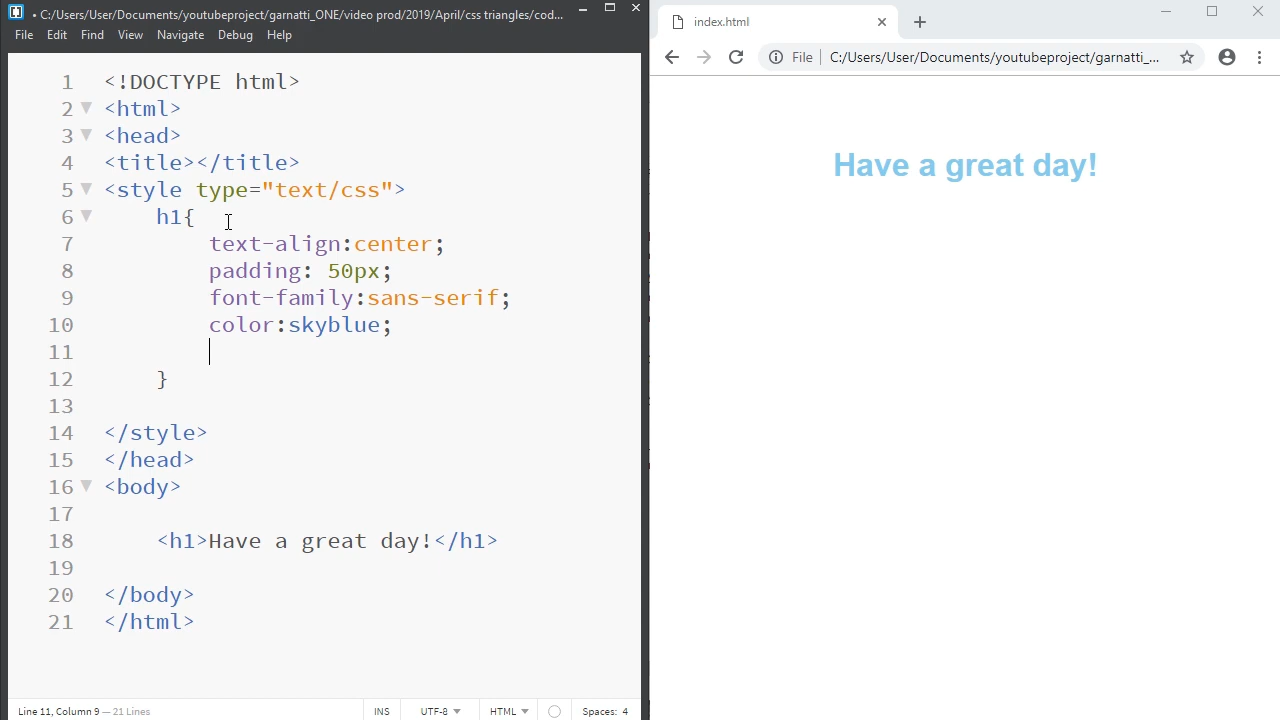 • C:/Users/User/Documents/youtubeproject/garnatti_ONE/video prod/2019/April/css triangles/cod...
File Edit Find View Navigate Debug Help
1 <!DOCTYPE html>
2 <html>
3 <head>
4 <title></title>
5 <style type="text/css">
6 h1{
7 text-align:center;
8 padding: 50px;
9 font-family:sans-serif;
10 color:skyblue;
11
12 }
13
14 </style>
15 </head>
16 <body>
17
18 <h1>Have a great day!</h1>
19
20 </body>
21 </html>
Line 11, Column 9 — 21 Lines
INS UTF-8 HTML Spaces: 4
index.html
File C:/Users/User/Documents/youtubeproject/garnatti_...
Have a great day!